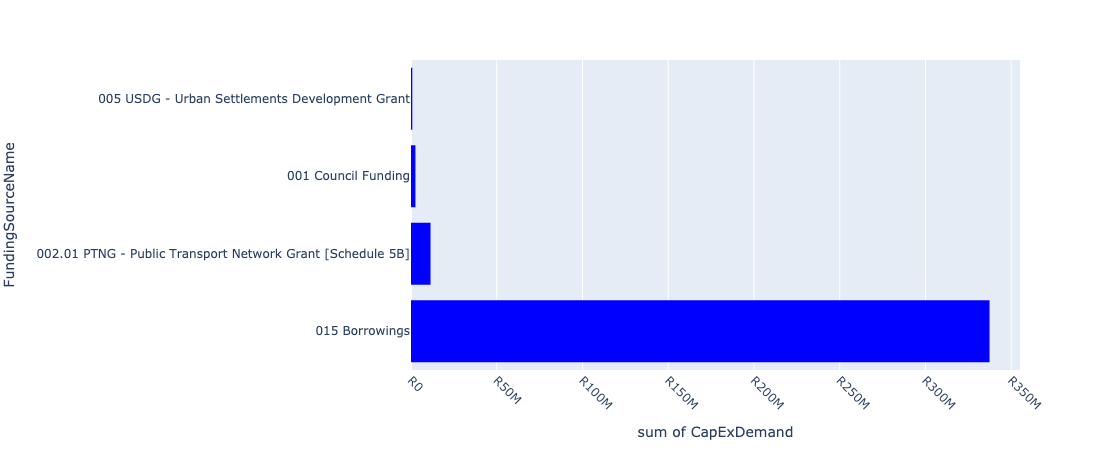 FundingSourceName
005 USDG - Urban Settlements Development Grant
001 Council Funding
002.01 PTNG - Public Transport Network Grant [Schedule 5B]
015 Borrowings
R0
R50M
R100M
R150M
R200M
R250M
R300M
R350M
sum of CapExDemand